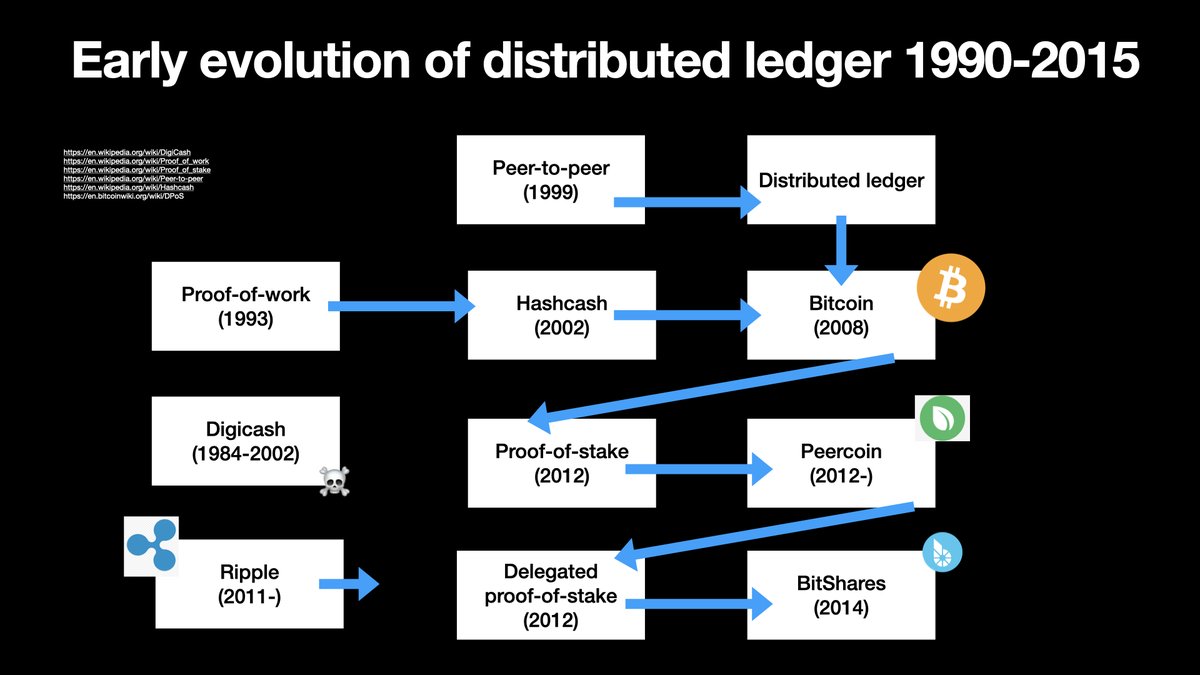 Early evolution of distributed ledger 1990-2015
https://en.wikipedia.org/wiki/DigiCash
https://en.wikipedia.org/wiki/Proof_of_work
https://en.wikipedia.org/wiki/Proof_of_stake
https://en.wikipedia.org/wiki/Peer-to-peer
https://en.wikipedia.org/wiki/Hashcash
https://en.bitcoinwiki.org/wiki/DPoS
Peer-to-peer
(1999)
Distributed ledger
Proof-of-work
(1993)
Hashcash
(2002)
Bitcoin
(2008)
Digicash
(1984-2002)
Proof-of-stake
(2012)
Peercoin
(2012-)
Ripple
(2011-)
Delegated
proof-of-stake
(2012)
BitShares
(2014)